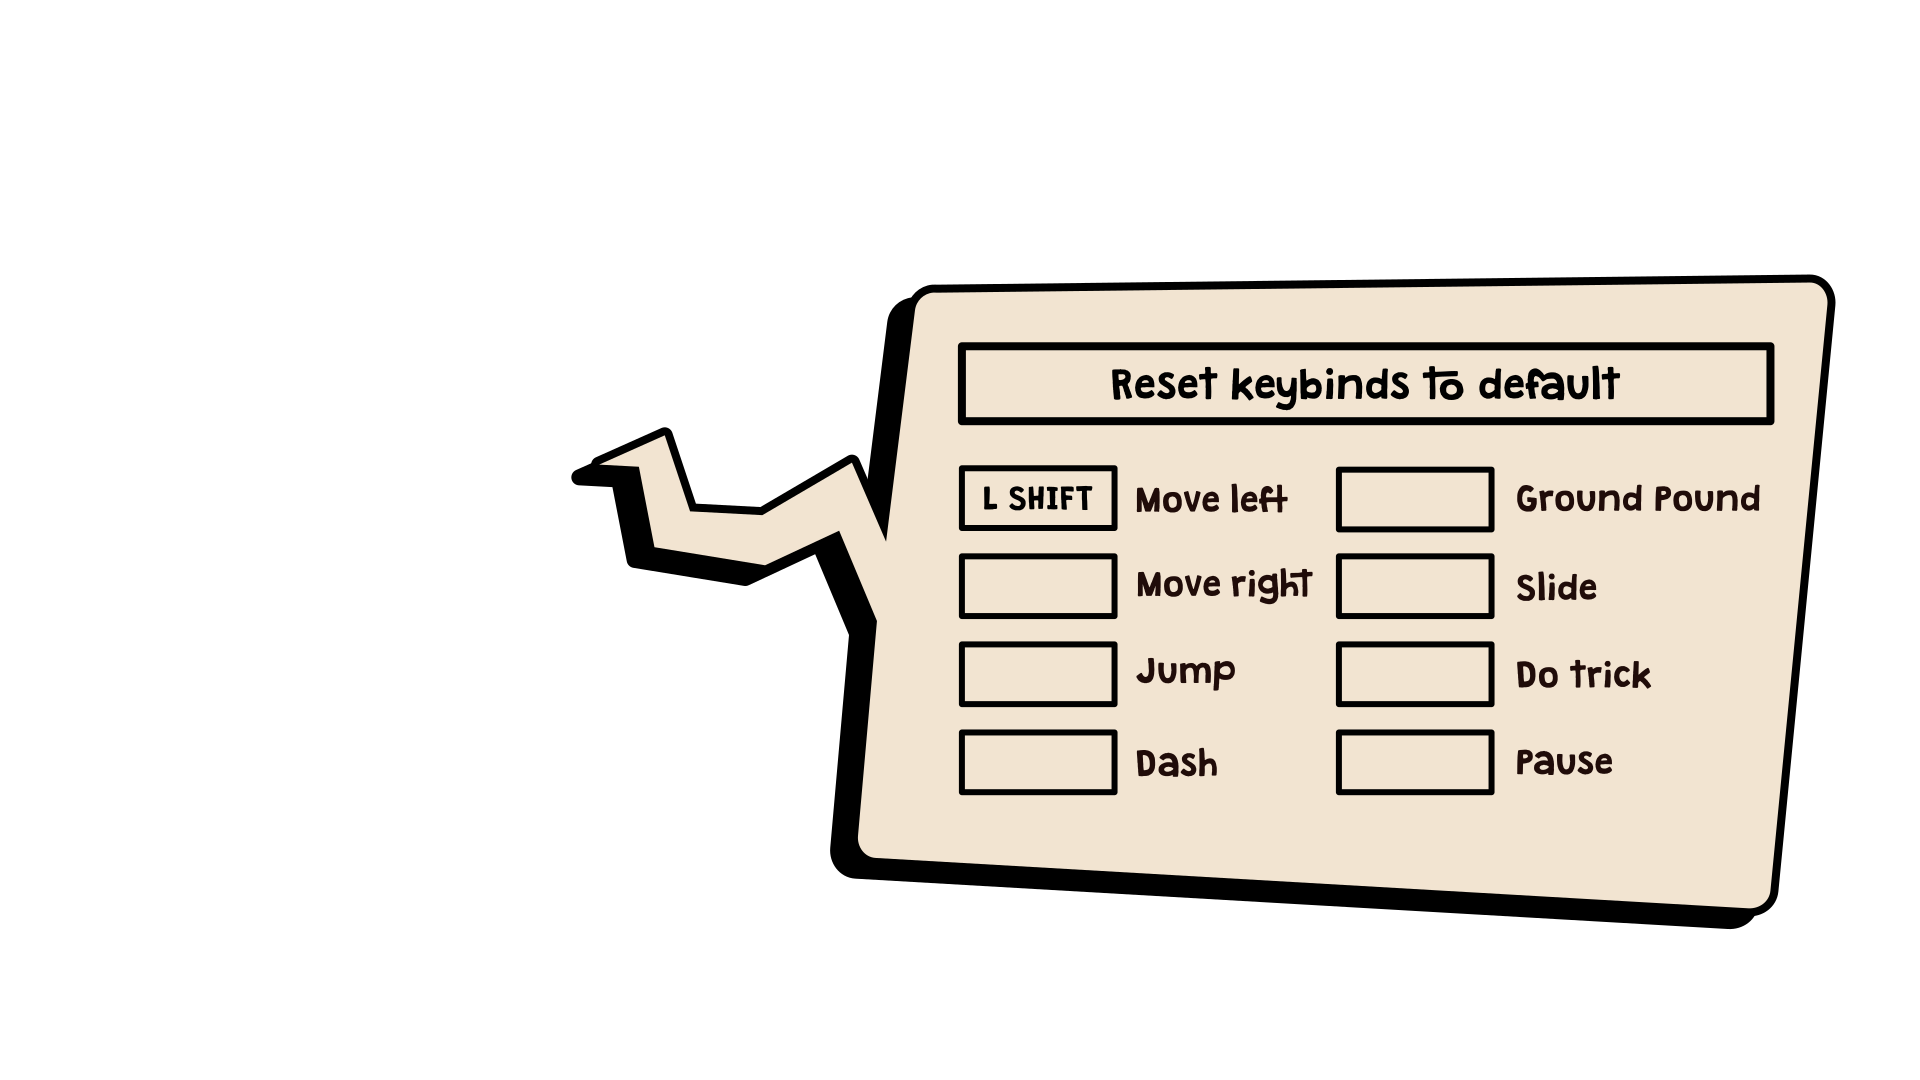 Reset keybinds to default
L SHIFT Move left
Ground Pound
Move right
Slide
Jump
Do trick
Dash
Pause